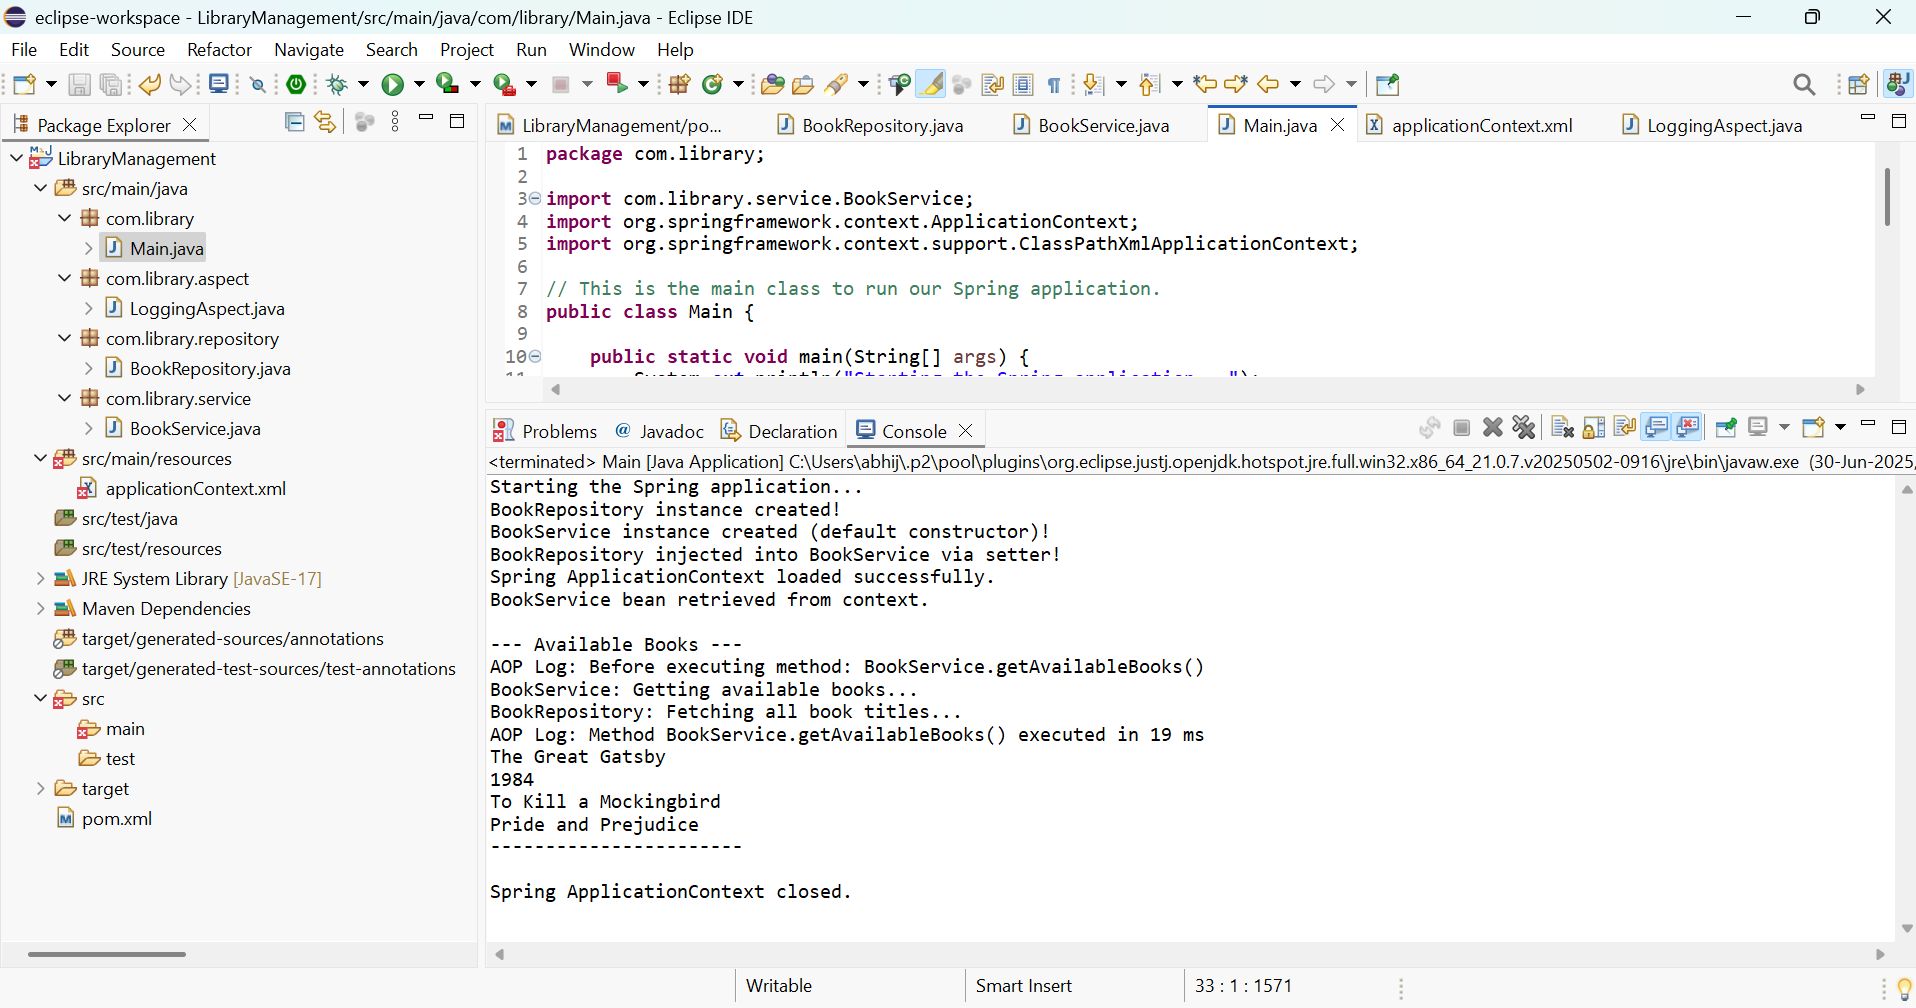 eclipse-workspace - LibraryManagement/src/main/java/com/library/Main.java - Eclipse IDE
File Edit Source Refactor Navigate Search Project Run Window Help
Package Explorer
LibraryManagement
src/main/java
com.library
Main.java
com.library.aspect
LoggingAspect.java
com.library.repository
BookRepository.java
com.library.service
BookService.java
src/main/resources
applicationContext.xml
src/test/java
src/test/resources
JRE System Library [JavaSE-17]
Maven Dependencies
target/generated-sources/annotations
target/generated-test-sources/test-annotations
src
main
test
target
pom.xml
LibraryManagement/po... BookRepository.java BookService.java Main.java applicationContext.xml LoggingAspect.java
1 package com.library;
2
3 import com.library.service.BookService;
4 import org.springframework.context.ApplicationContext;
5 import org.springframework.context.support.ClassPathXmlApplicationContext;
6
7 // This is the main class to run our Spring application.
8 public class Main {
9
10 public static void main(String[] args) {
11 System.out.println("Starting the Spring application...");
Problems @ Javadoc Declaration Console
<terminated> Main [Java Application] C:\Users\abhij\.p2\pool\plugins\org.eclipse.justj.openjdk.hotspot.jre.full.win32.x86_64_21.0.7.v20250502-0916\jre\bin\javaw.exe (30-Jun-2025,
Starting the Spring application...
BookRepository instance created!
BookService instance created (default constructor)!
BookRepository injected into BookService via setter!
Spring ApplicationContext loaded successfully.
BookService bean retrieved from context.
--- Available Books ---
AOP Log: Before executing method: BookService.getAvailableBooks()
BookService: Getting available books...
BookRepository: Fetching all book titles...
AOP Log: Method BookService.getAvailableBooks() executed in 19 ms
The Great Gatsby
1984
To Kill a Mockingbird
Pride and Prejudice
-----------------------
Spring ApplicationContext closed.
Writable Smart Insert 33 : 1 : 1571